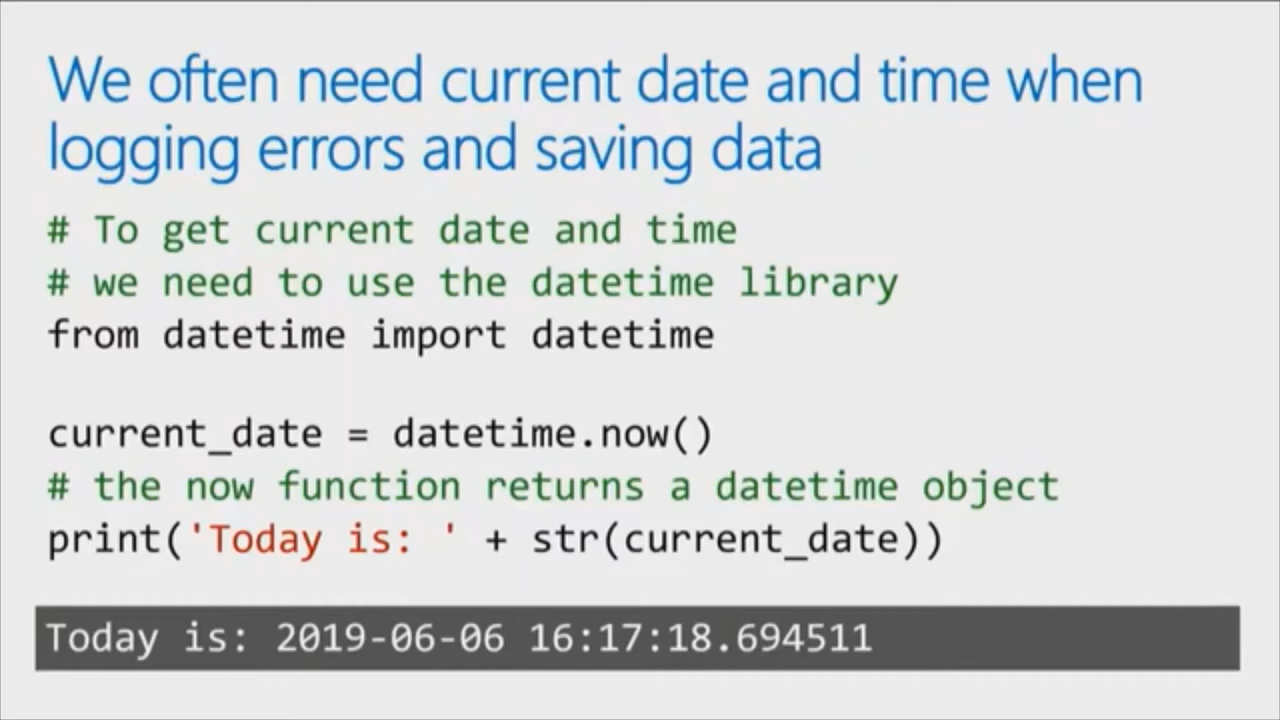 We often need current date and time when
logging errors and saving data
# To get current date and time
# we need to use the datetime library
from datetime import datetime
current_date = datetime.now()
# the now function returns a datetime object
print('Today is: ' + str(current_date))
Today is: 2019-06-06 16:17:18.694511